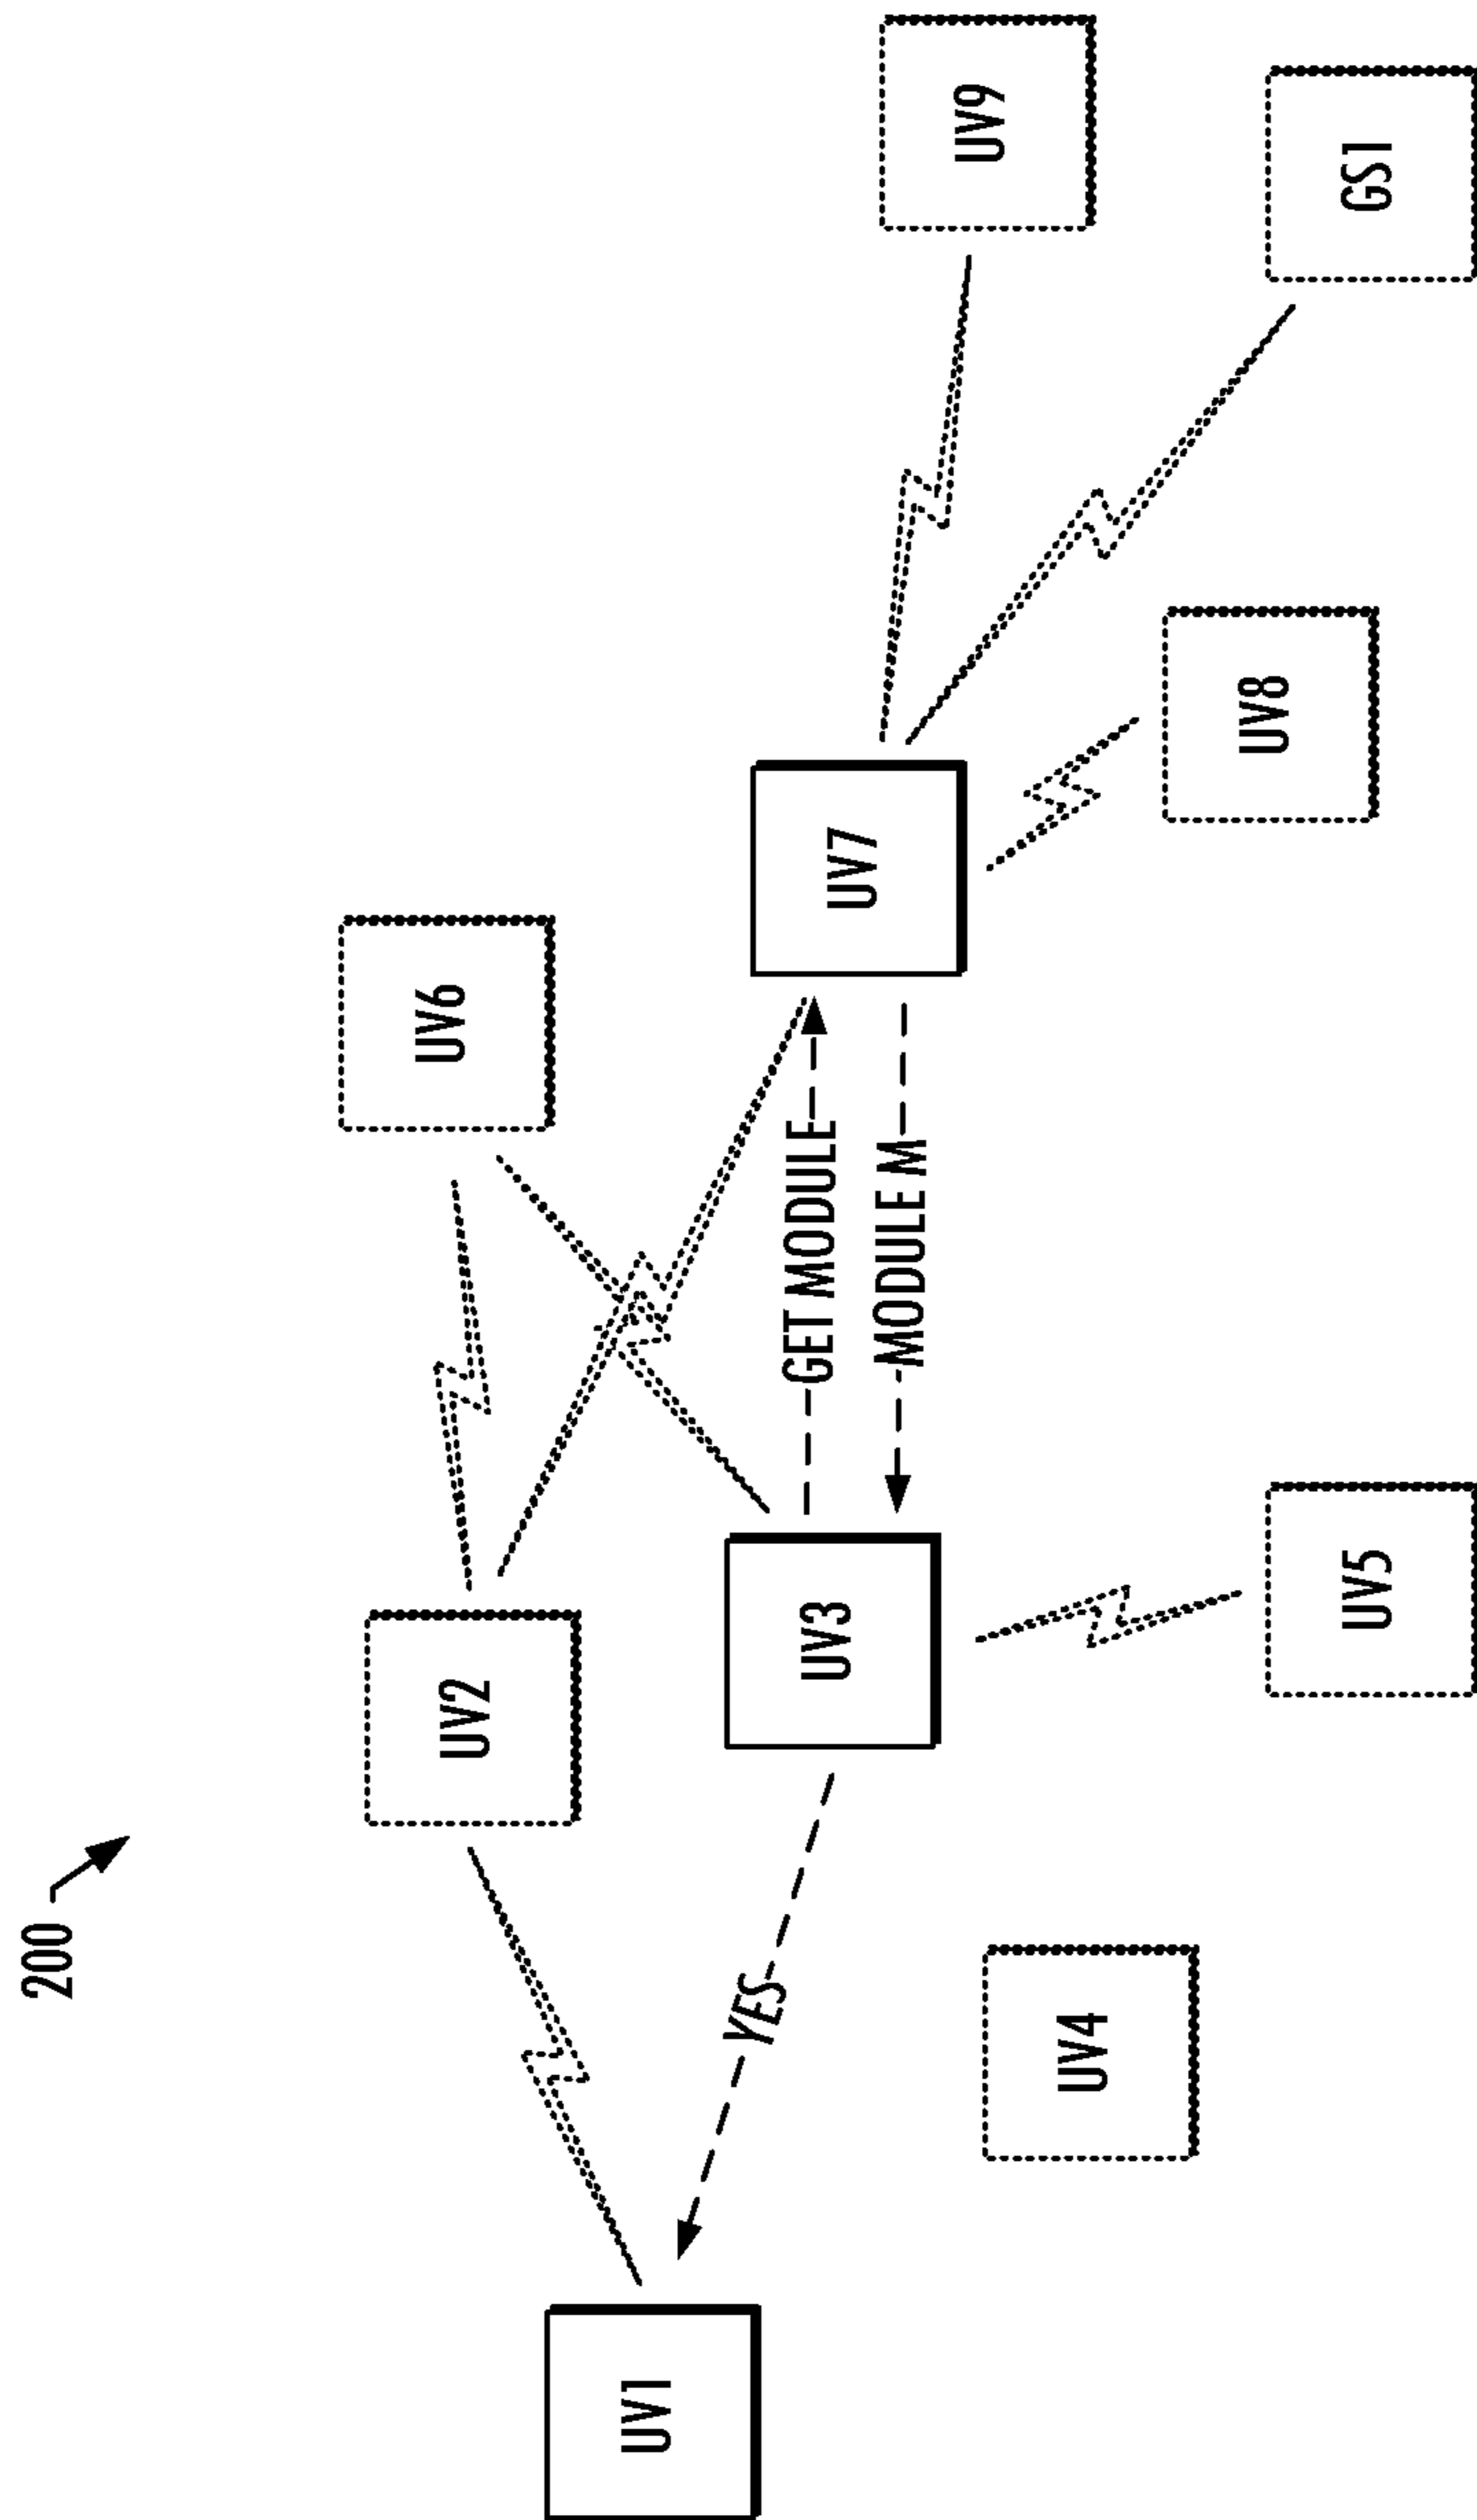 200
UV1
UV2
UV3
UV4
UV5
UV6
UV7
UV8
UV9
GS1
YES
GET MODULE
MODULE M